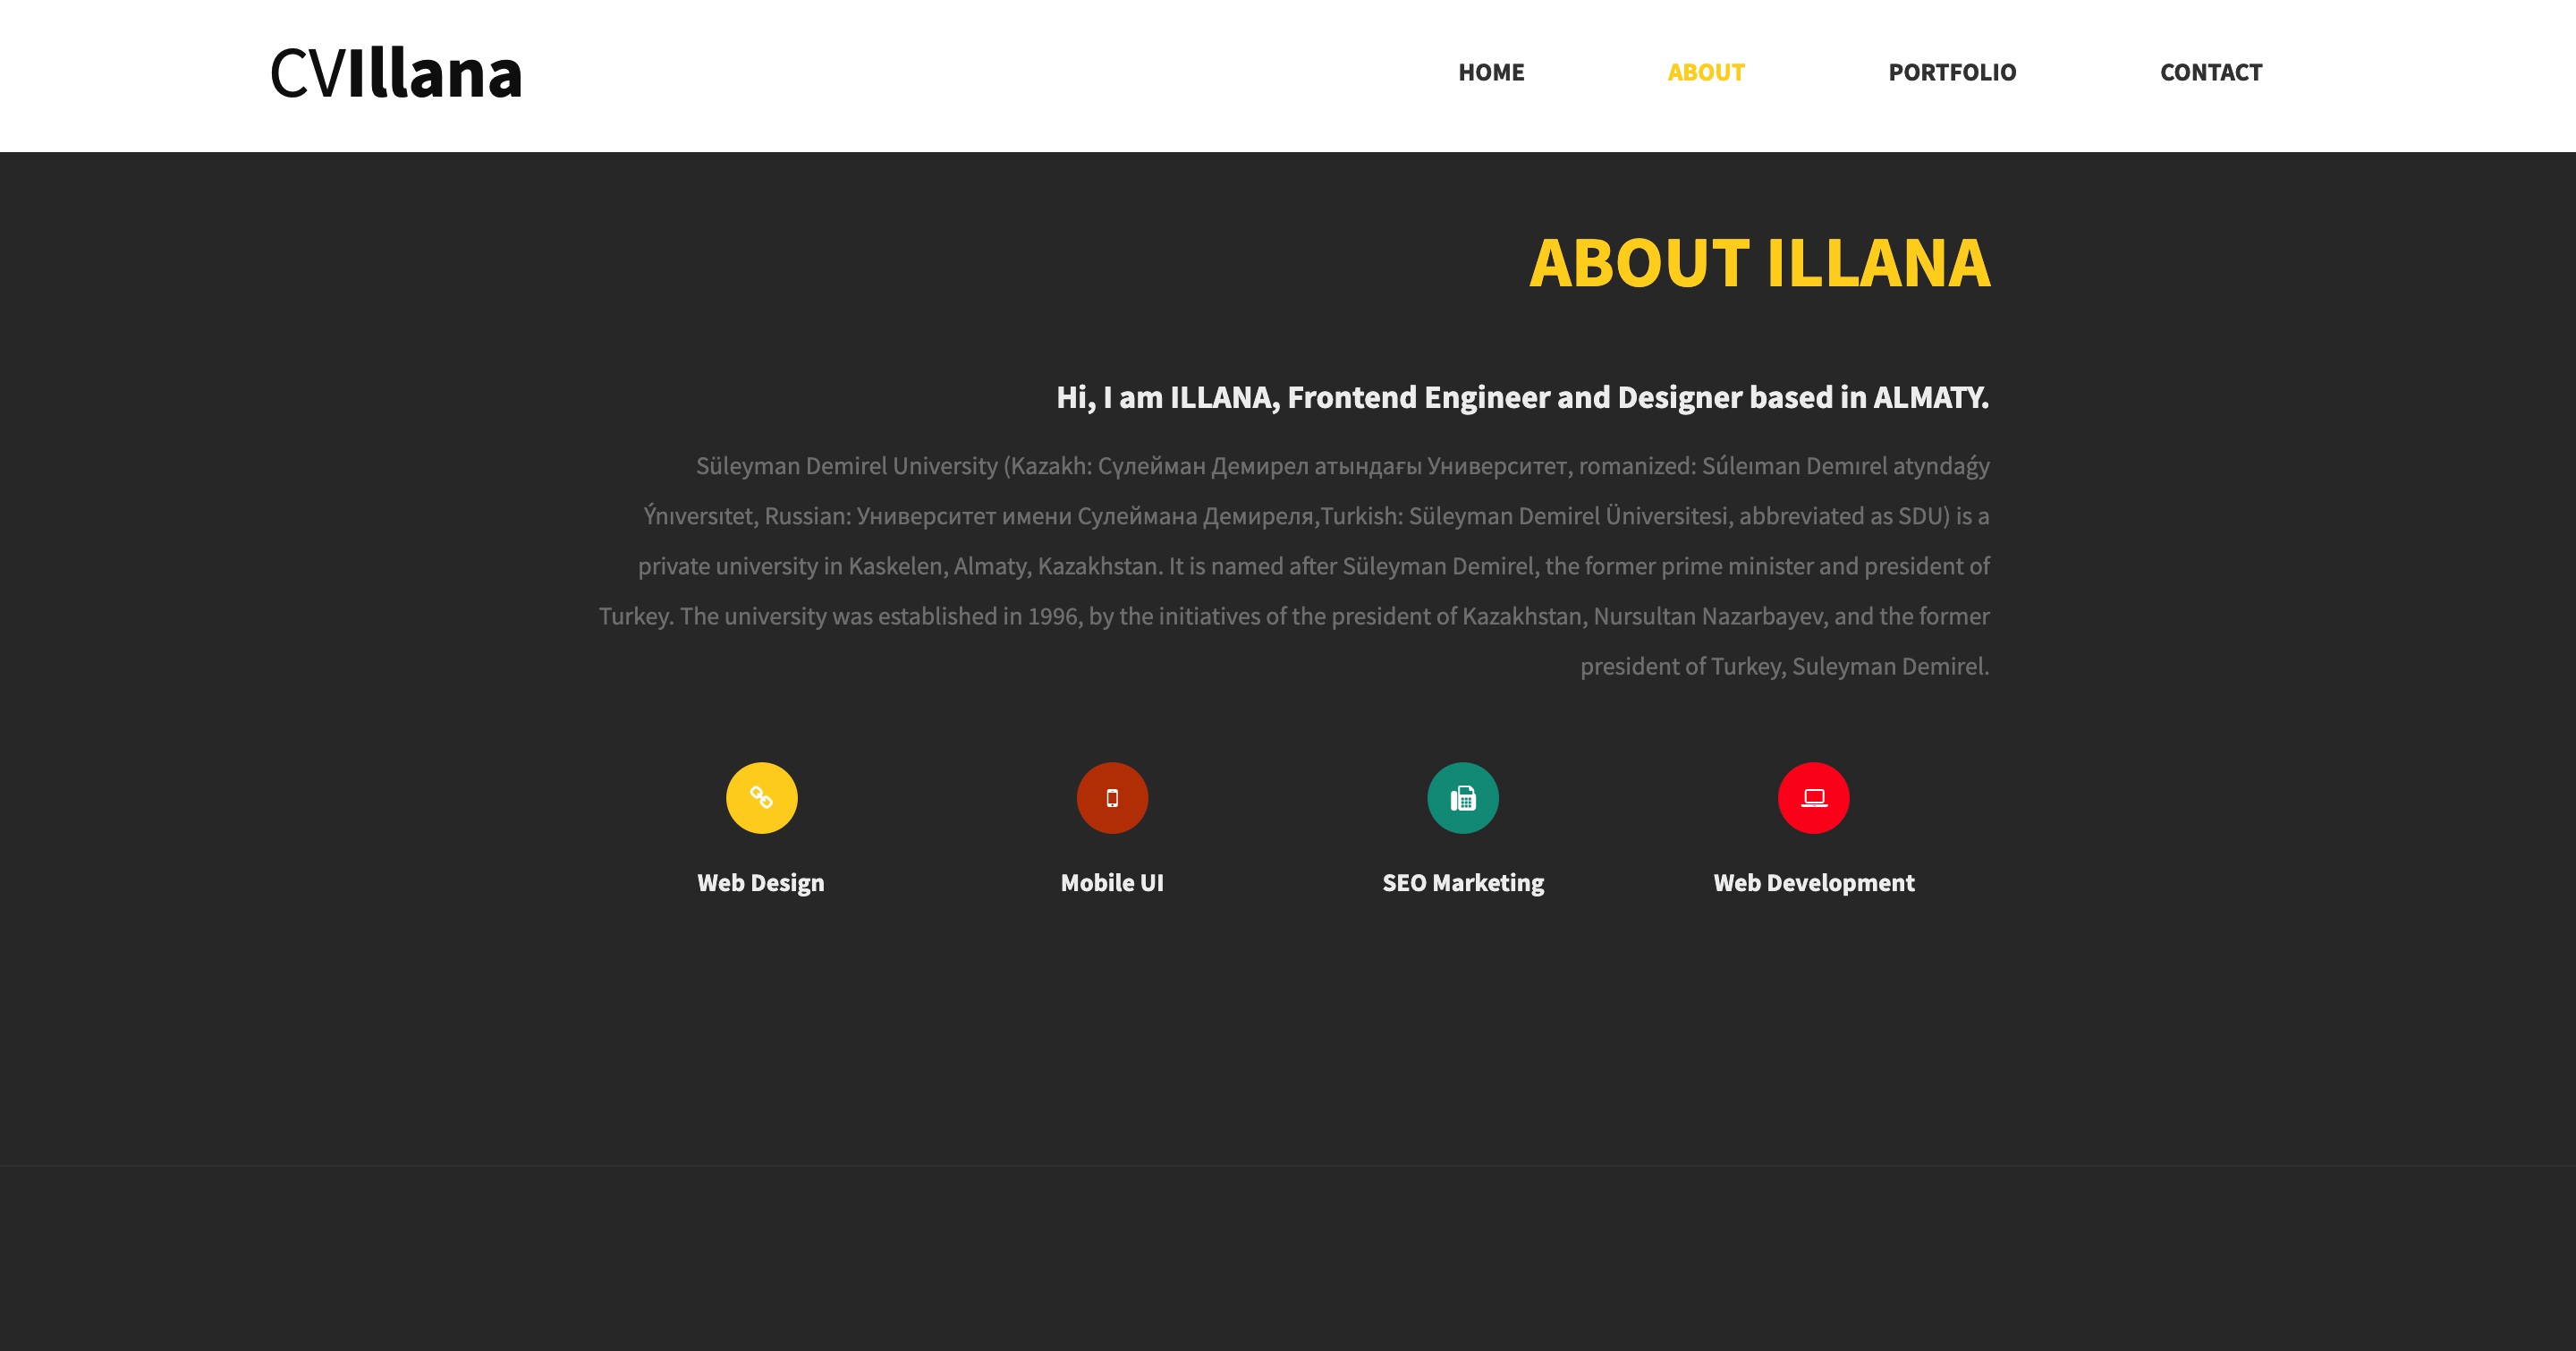 CVIllana
HOME ABOUT PORTFOLIO CONTACT
ABOUT ILLANA
Hi, I am ILLANA, Frontend Engineer and Designer based in ALMATY.
Süleyman Demirel University (Kazakh: Сүлейман Демирел атындағы Университет, romanized: Súleıman Demırel atyndaǵy
Ýnıversıtet, Russian: Университет имени Сулеймана Демиреля,Turkish: Süleyman Demirel Üniversitesi, abbreviated as SDU) is a
private university in Kaskelen, Almaty, Kazakhstan. It is named after Süleyman Demirel, the former prime minister and president of
Turkey. The university was established in 1996, by the initiatives of the president of Kazakhstan, Nursultan Nazarbayev, and the former
president of Turkey, Suleyman Demirel.
Web Design
Mobile UI
SEO Marketing
Web Development